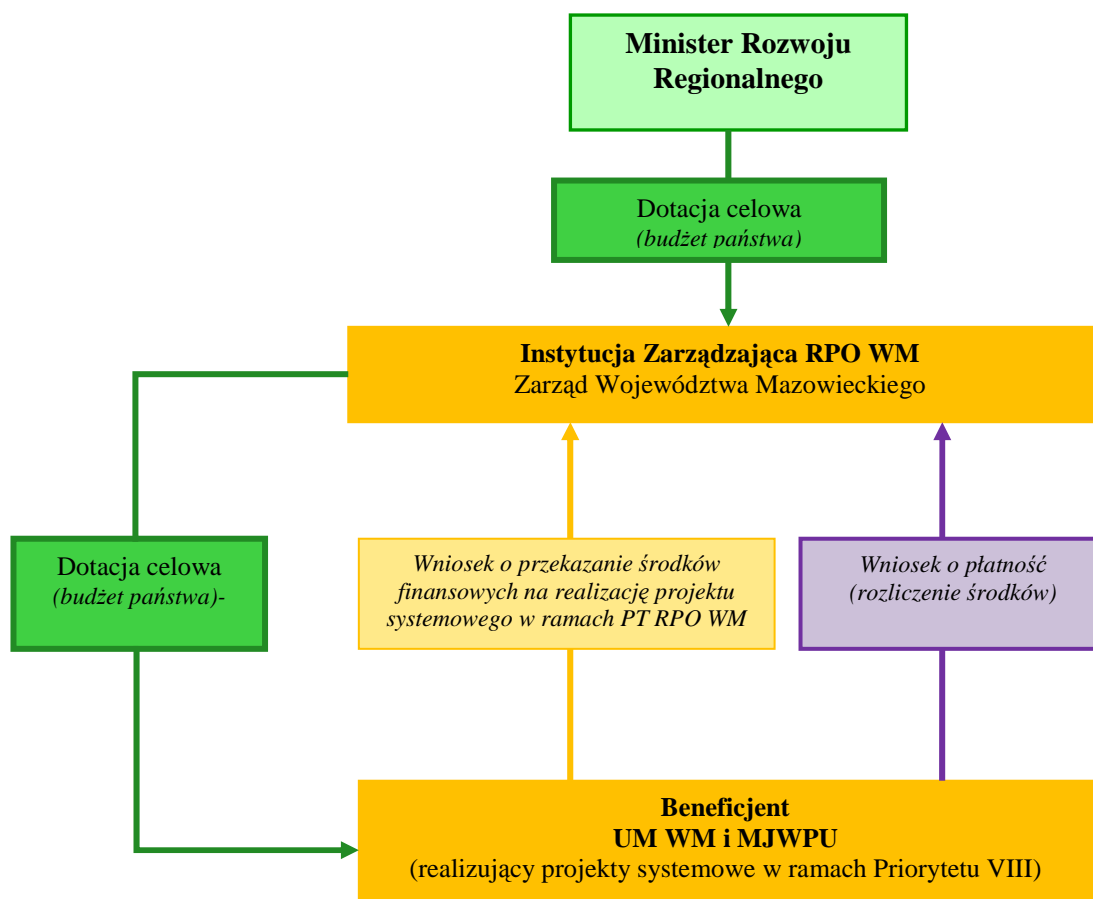 Minister Rozwoju
Regionalnego
Dotacja celowa
(budżet państwa)
Instytucja Zarządzająca RPO WM
Zarząd Województwa Mazowieckiego
Dotacja celowa
(budżet państwa)-
Wniosek o przekazanie środków
finansowych na realizację projektu
systemowego w ramach PT RPO WM
Wniosek o płatność
(rozliczenie środków)
Beneficjent
UM WM i MJWPU
(realizujący projekty systemowe w ramach Priorytetu VIII)